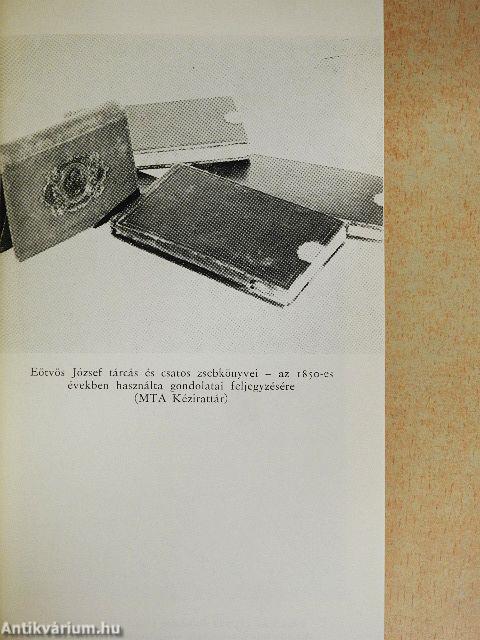 Eötvös József tárcás és csatos zsebkönyvei – az 1850-es
években használta gondolatai feljegyzésére
(MTA Kézirattár)
Antikvárium.hu